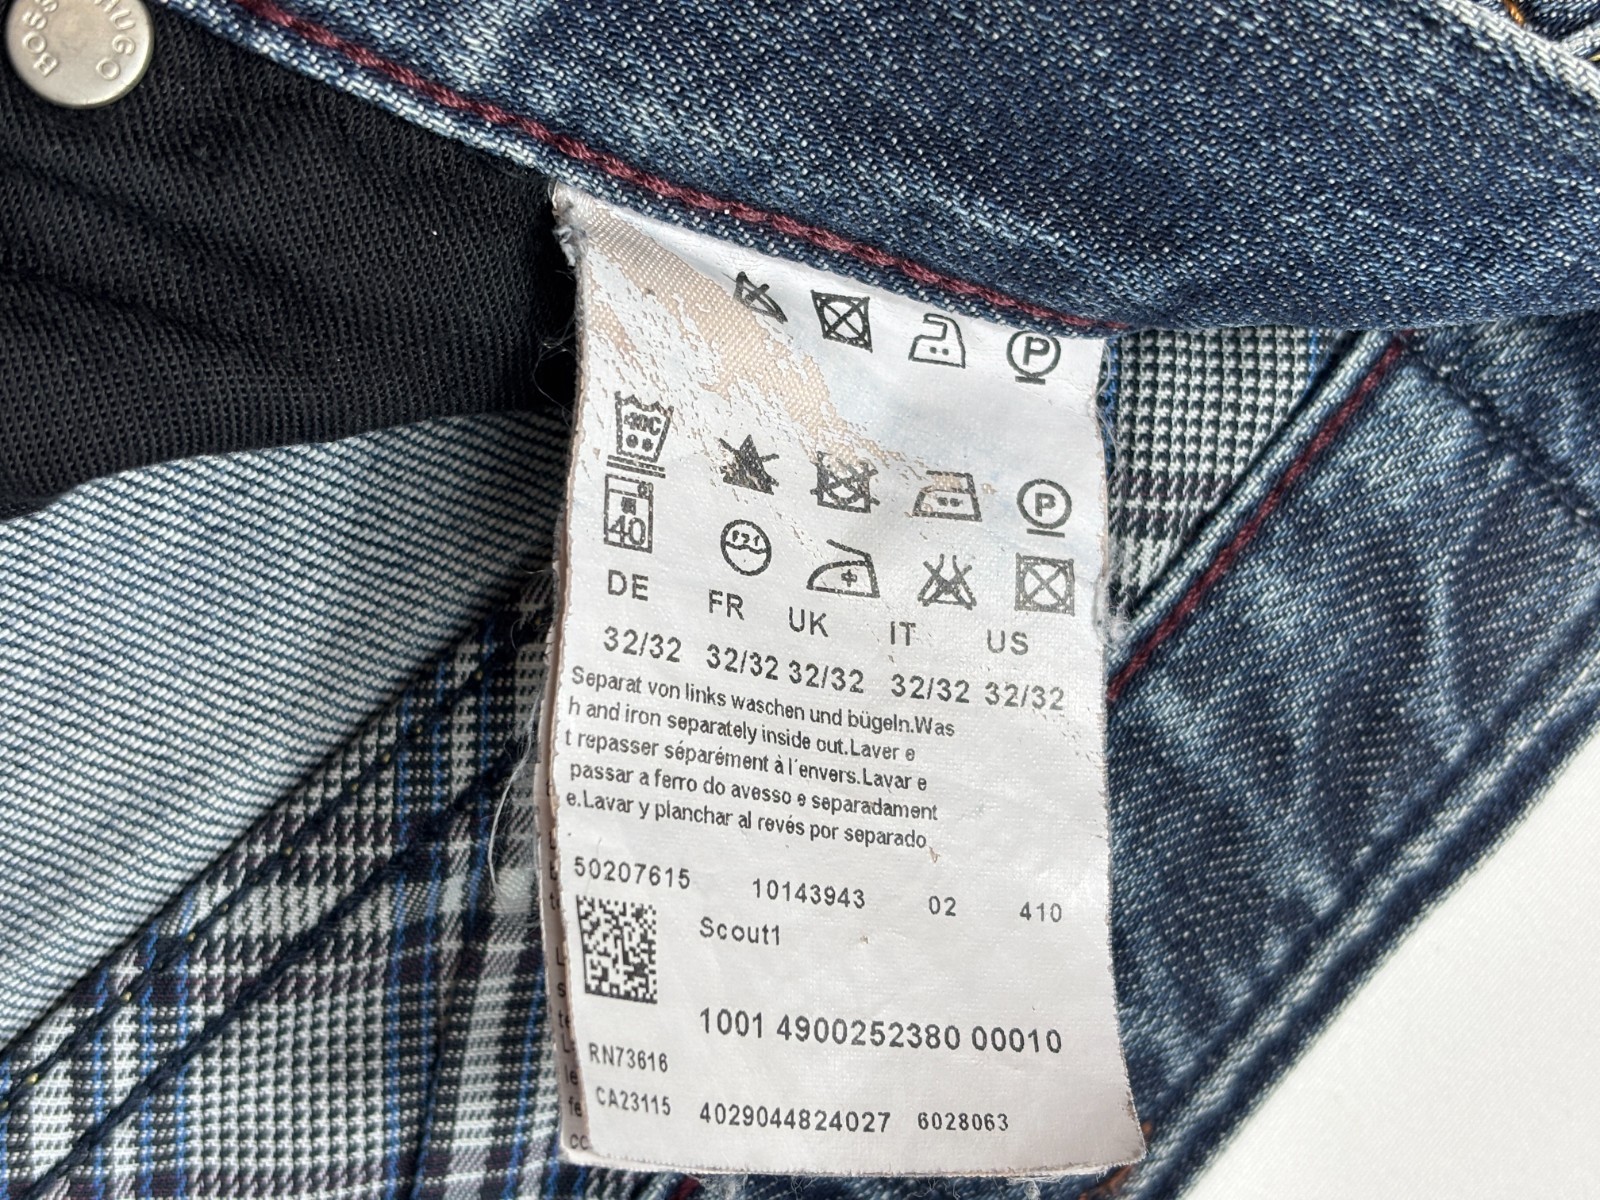 HUGO
BOSS
P
P
40
DE FR UK IT US
32/32 32/32 32/32 32/32 32/32
Separat von links waschen und bügeln.Was
h and iron separately inside out.Laver e
t repasser séparément à l'envers.Lavar e
passar a ferro do avesso e separadament
e.Lavar y planchar al revés por separado
50207615 10143943 02 410
Scout1
1001 4900252380 00010
RN73616
CA23115 4029044824027 6028063